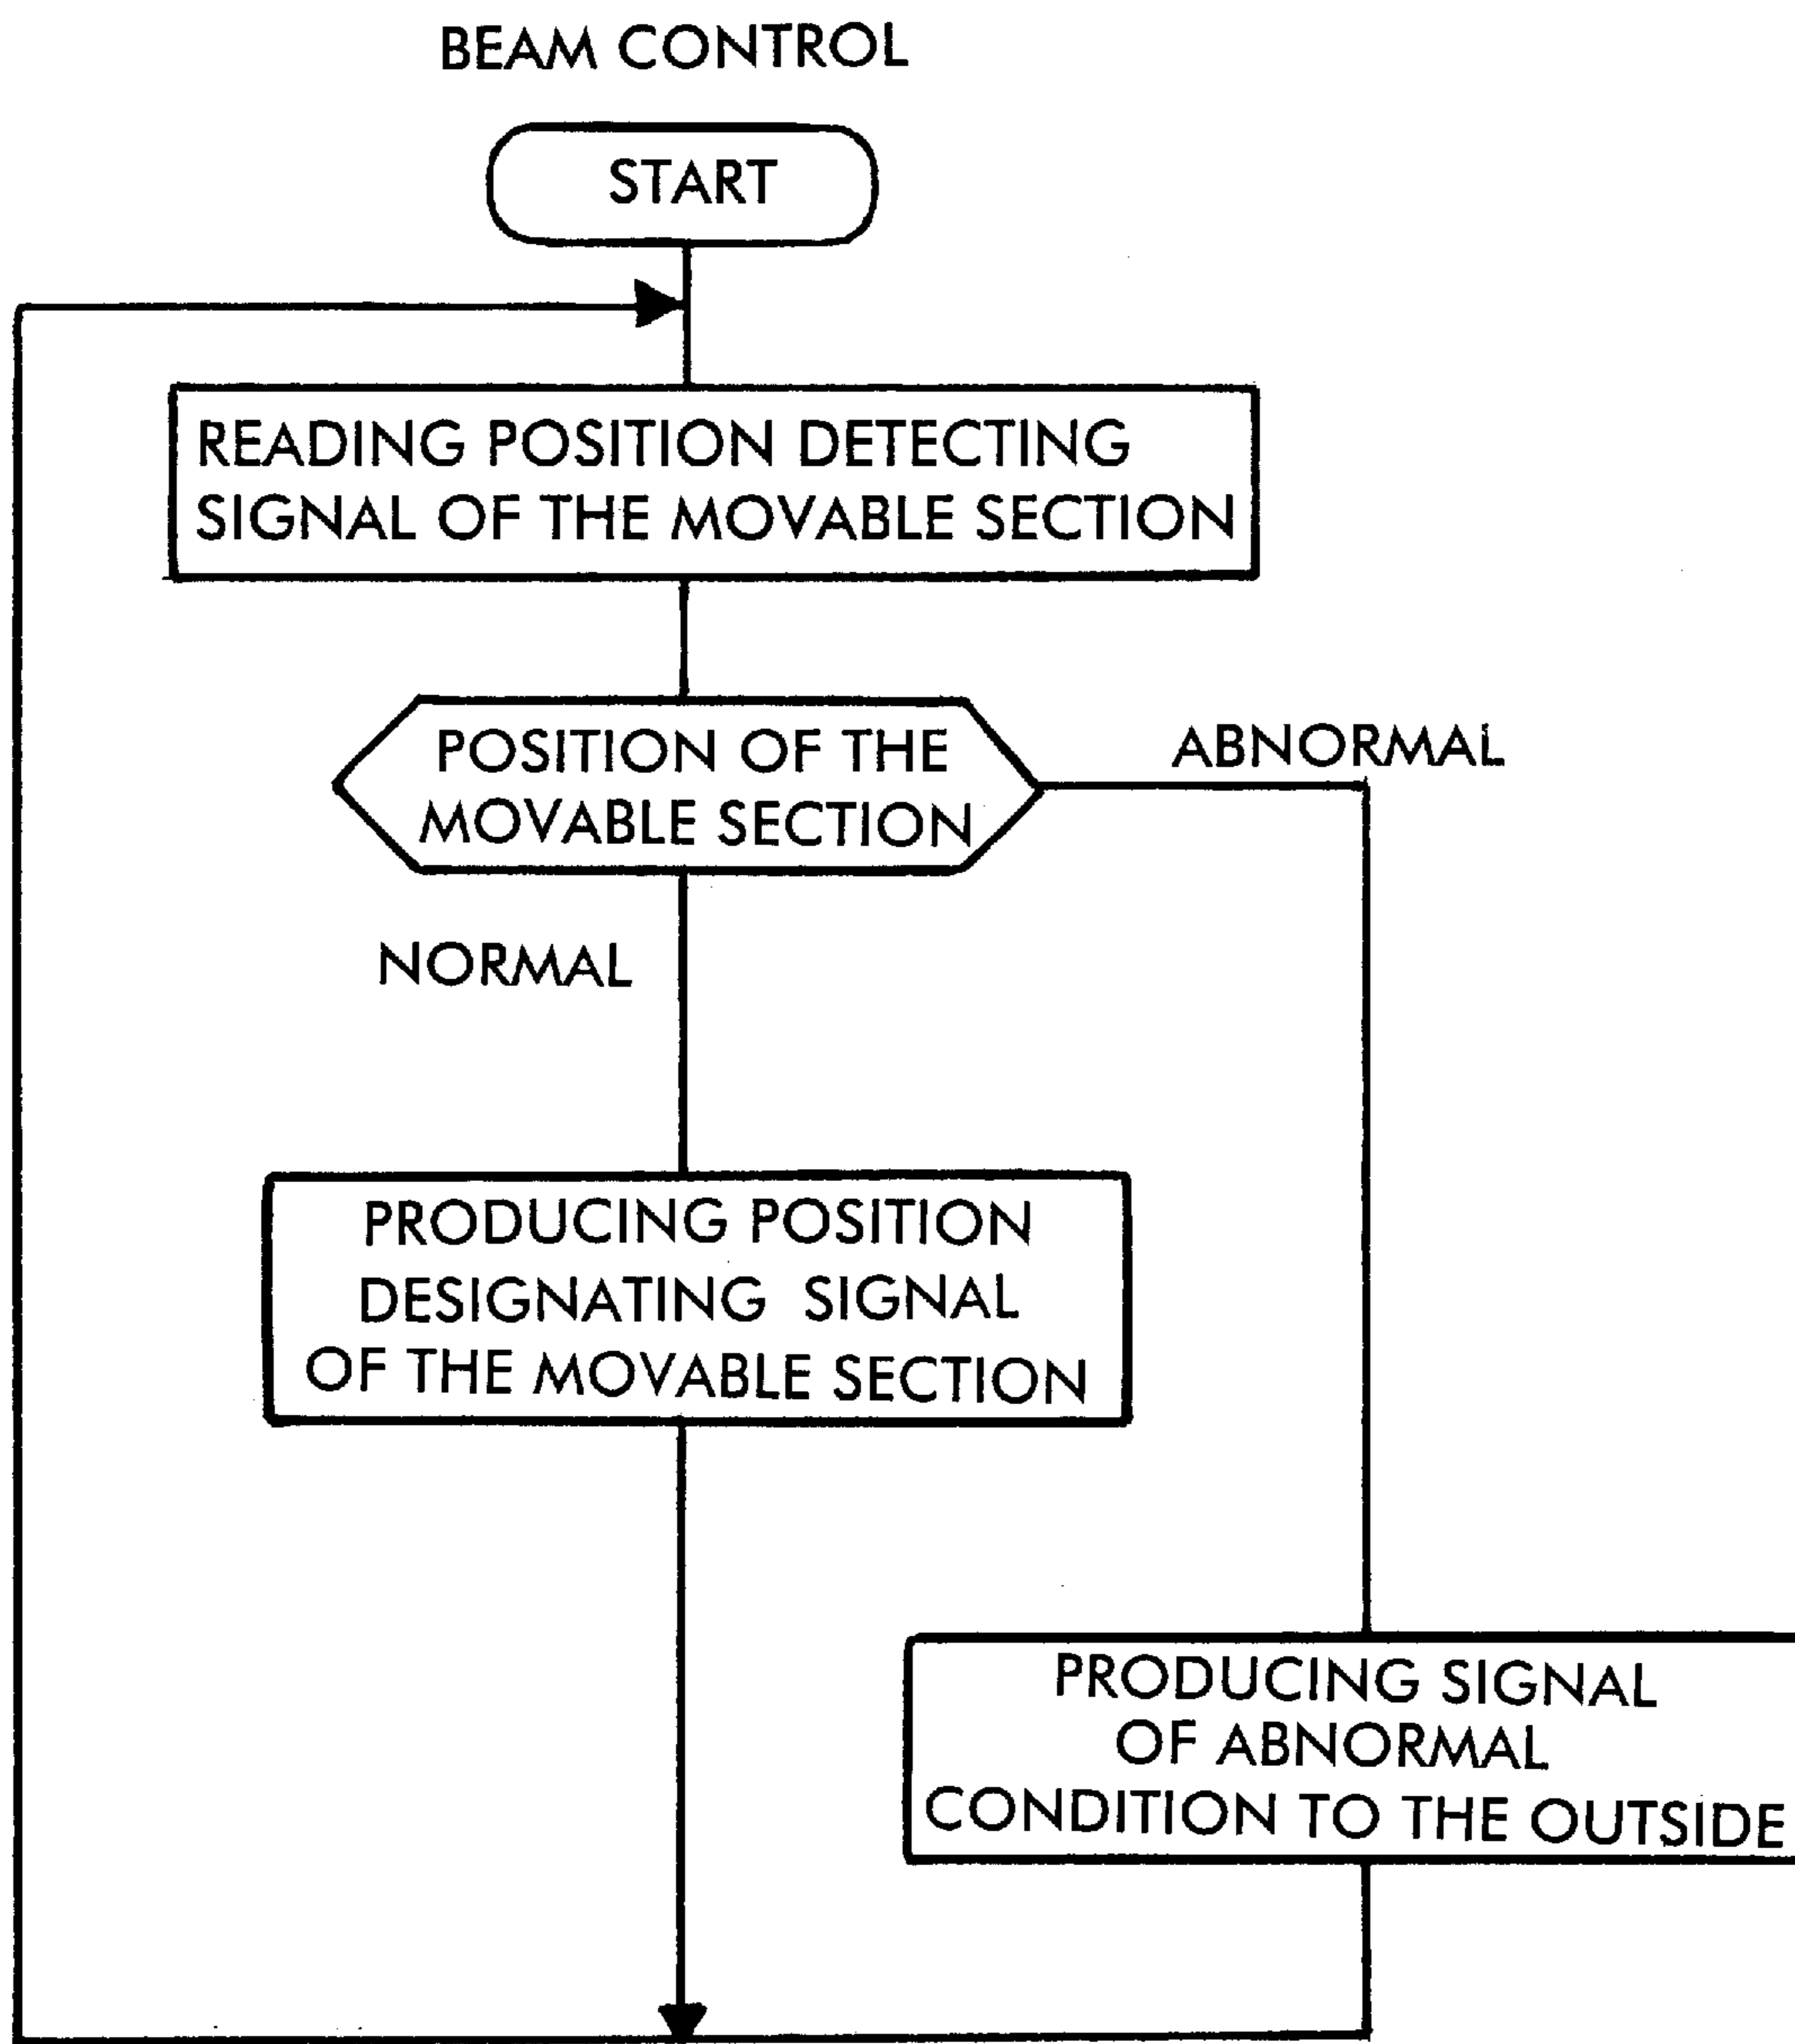 BEAM CONTROL
START
READING POSITION DETECTING
SIGNAL OF THE MOVABLE SECTION
POSITION OF THE
MOVABLE SECTION
ABNORMAL
NORMAL
PRODUCING POSITION
DESIGNATING SIGNAL
OF THE MOVABLE SECTION
PRODUCING SIGNAL
OF ABNORMAL
CONDITION TO THE OUTSIDE